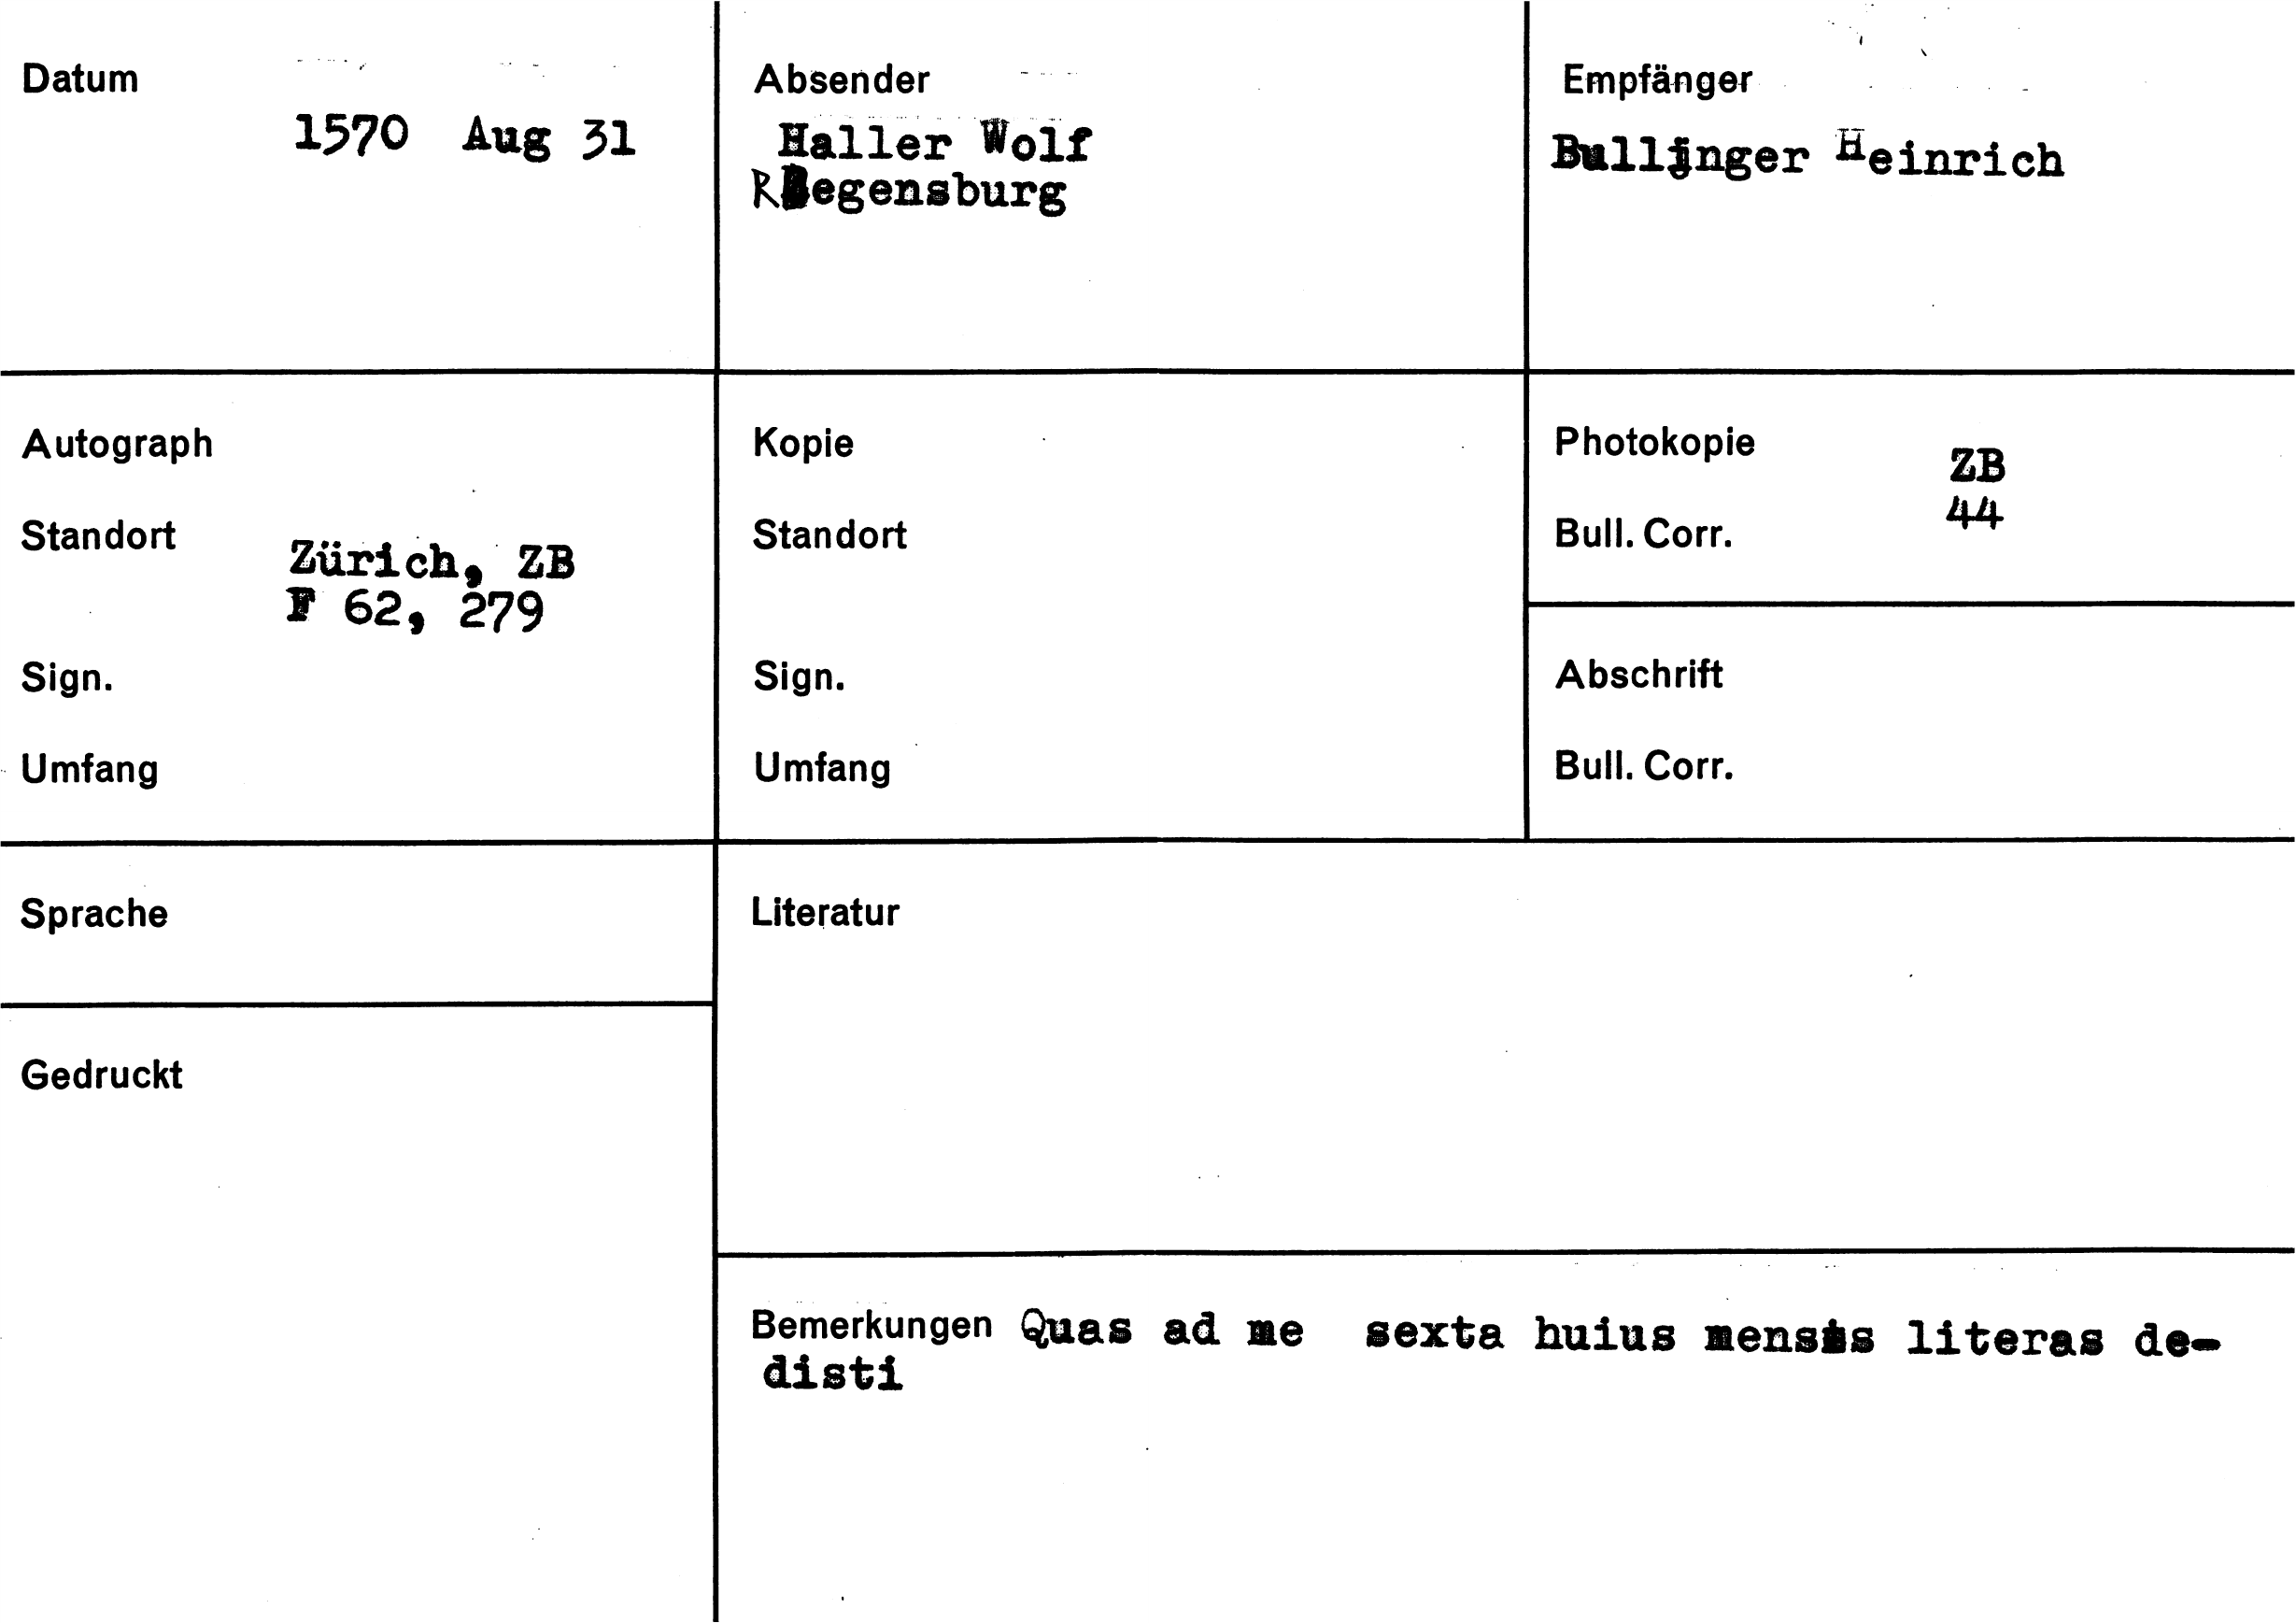 Datum
1570 Aug 31
Absender
Haller Wolf
Regensburg
Empfänger
Bullinger Heinrich
Autograph
Standort
Zürich, ZB
F 62, 279
Sign.
Umfang
Kopie
Standort
Sign.
Umfang
Photokopie
ZB
Bull. Corr.
44
Abschrift
Bull. Corr.
Sprache
Gedruckt
Literatur
Bemerkungen Quas ad me sexta huius mensis literas de-
disti